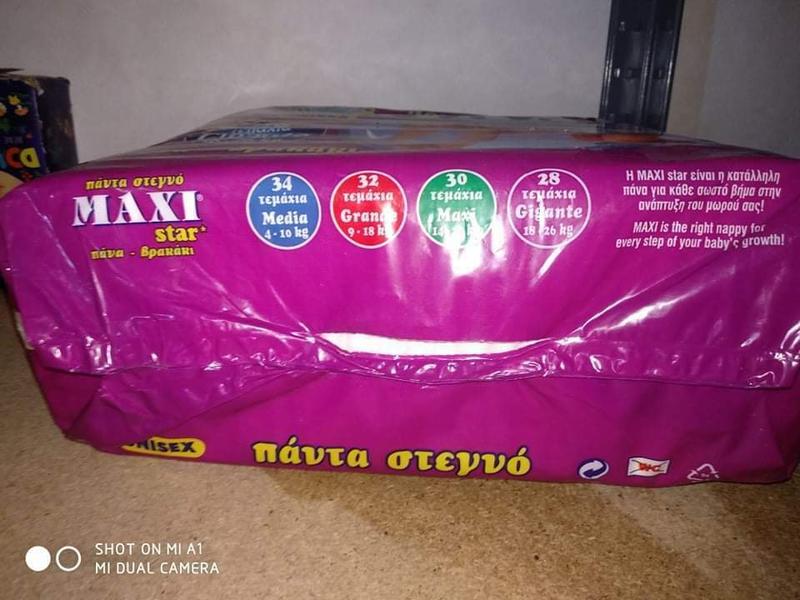 πάντα στεγνό
MAXI®
star*
πάνα - βρακάκι
34
τεμάχια
Media
4 - 10 kg
32
τεμάχια
Grande
9 - 18 kg
30
τεμάχια
Maxi
kg
28
τεμάχια
Gigante
18 - 26 kg
Η MAXI star είναι η κατάλληλη
πάνα για κάθε σωστό βήμα στην
ανάπτυξη του μωρού σας!
MAXI is the right nappy for
every step of your baby's growth!
UNISEX
πάντα στεγνό
WC
SHOT ON MI A1
MI DUAL CAMERA